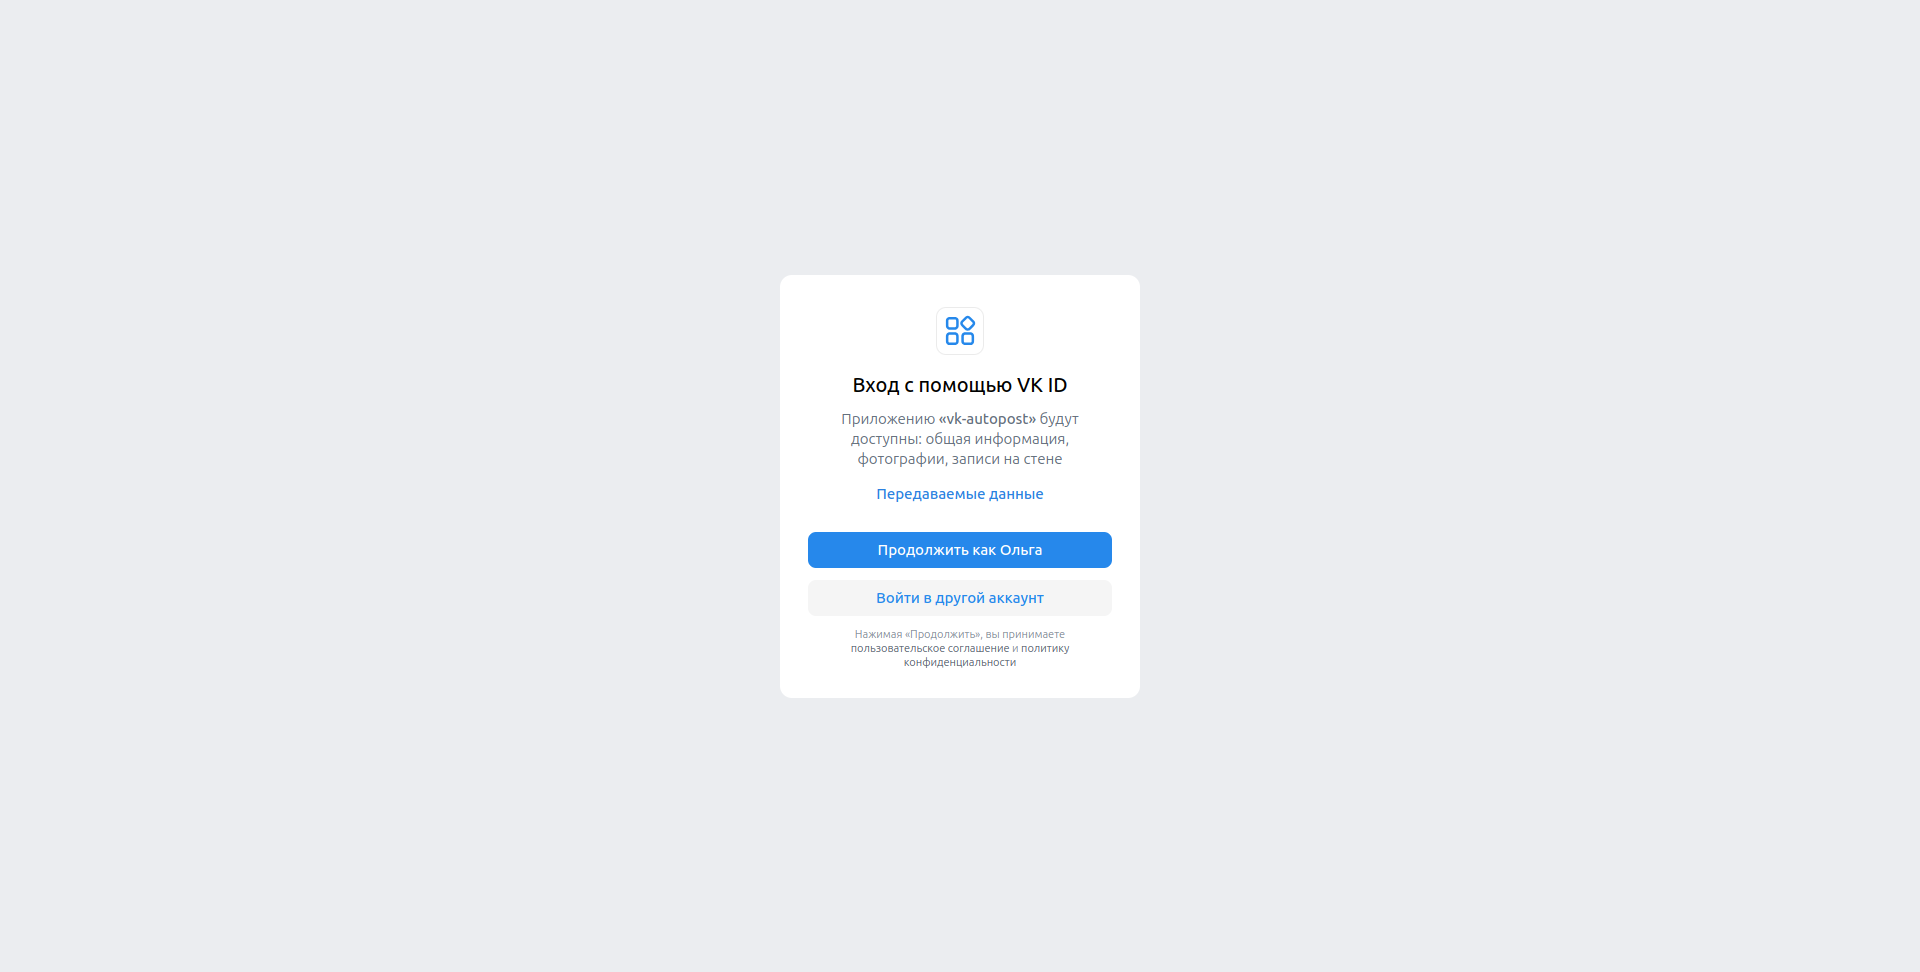 Вход с помощью VK ID
Приложению «vk-autopost» будут
доступны: общая информация,
фотографии, записи на стене
Передаваемые данные
Продолжить как Ольга
Войти в другой аккаунт
Нажимая «Продолжить», вы принимаете
пользовательское соглашение и политику
конфиденциальности